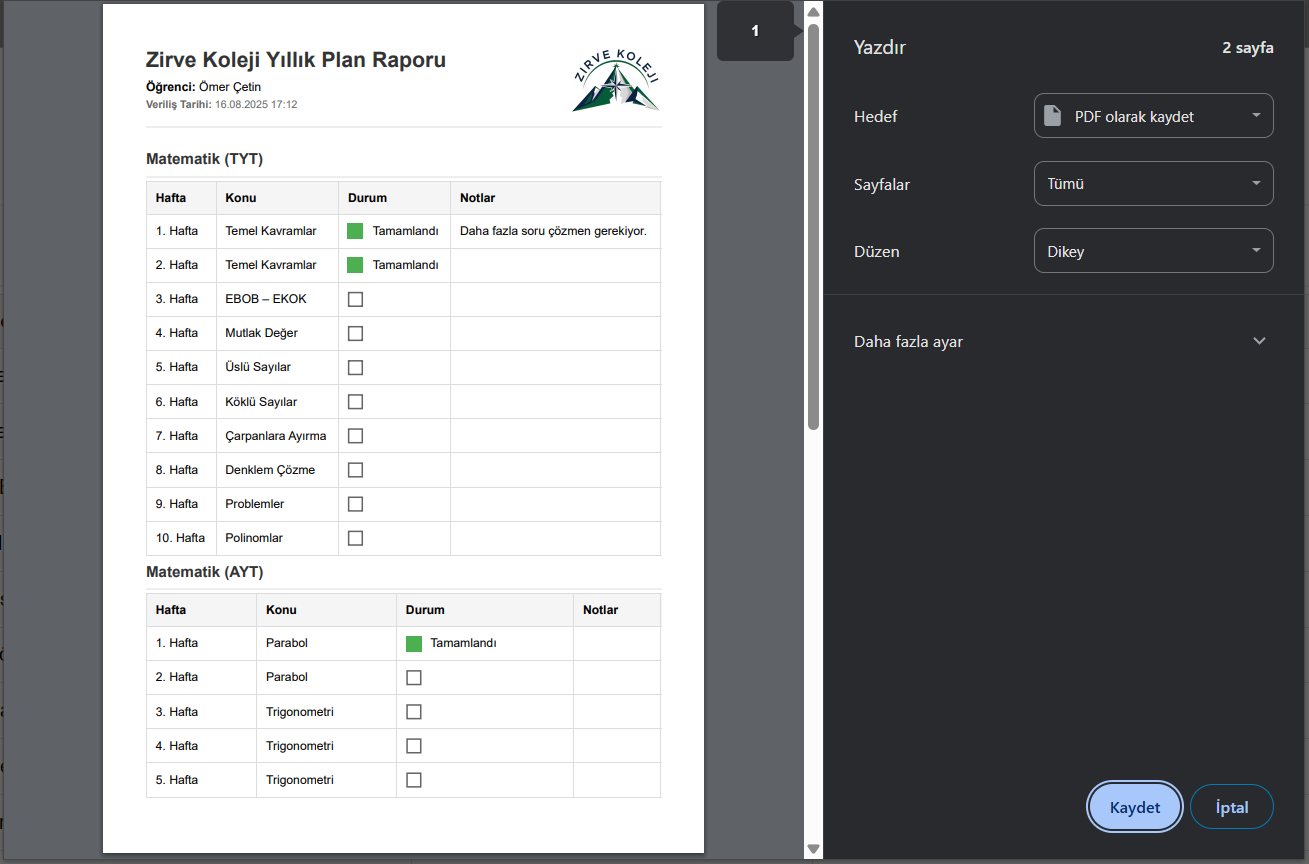 Zirve Koleji Yıllık Plan Raporu
Öğrenci: Ömer Çetin
Veriliş Tarihi: 16.08.2025 17:12
ZIRVE KOLEJI
Matematik (TYT)
Hafta Konu Durum Notlar
1. Hafta Temel Kavramlar Tamamlandı Daha fazla soru çözmen gerekiyor.
2. Hafta Temel Kavramlar Tamamlandı
3. Hafta EBOB – EKOK
4. Hafta Mutlak Değer
5. Hafta Üslü Sayılar
6. Hafta Köklü Sayılar
7. Hafta Çarpanlara Ayırma
8. Hafta Denklem Çözme
9. Hafta Problemler
10. Hafta Polinomlar
Matematik (AYT)
Hafta Konu Durum Notlar
1. Hafta Parabol Tamamlandı
2. Hafta Parabol
3. Hafta Trigonometri
4. Hafta Trigonometri
5. Hafta Trigonometri
1
Yazdır 2 sayfa
Hedef PDF olarak kaydet
Sayfalar Tümü
Düzen Dikey
Daha fazla ayar
Kaydet İptal